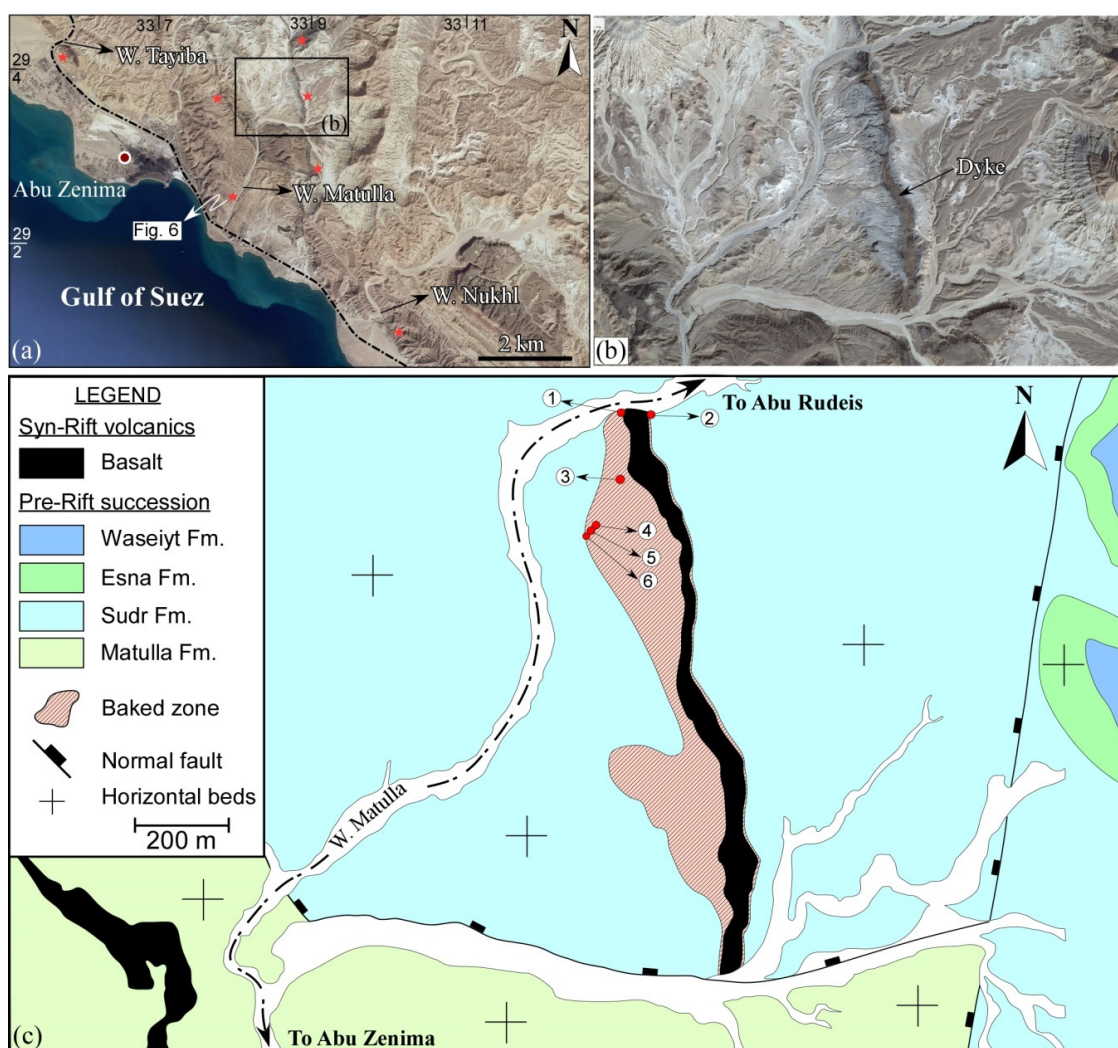 33 7
33 9
33 11
N
29
4
W. Tayiba
(b)
Abu Zenima
W. Matulla
Fig. 6
29
2
Gulf of Suez
W. Nukhl
2 km
(a)
Dyke
(b)
LEGEND
Syn-Rift volcanics
Basalt
Pre-Rift succession
Waseiyt Fm.
Esna Fm.
Sudr Fm.
Matulla Fm.
Baked zone
Normal fault
Horizontal beds
200 m
To Abu Rudeis
N
1
2
3
4
5
6
W. Matulla
To Abu Zenima
(c)